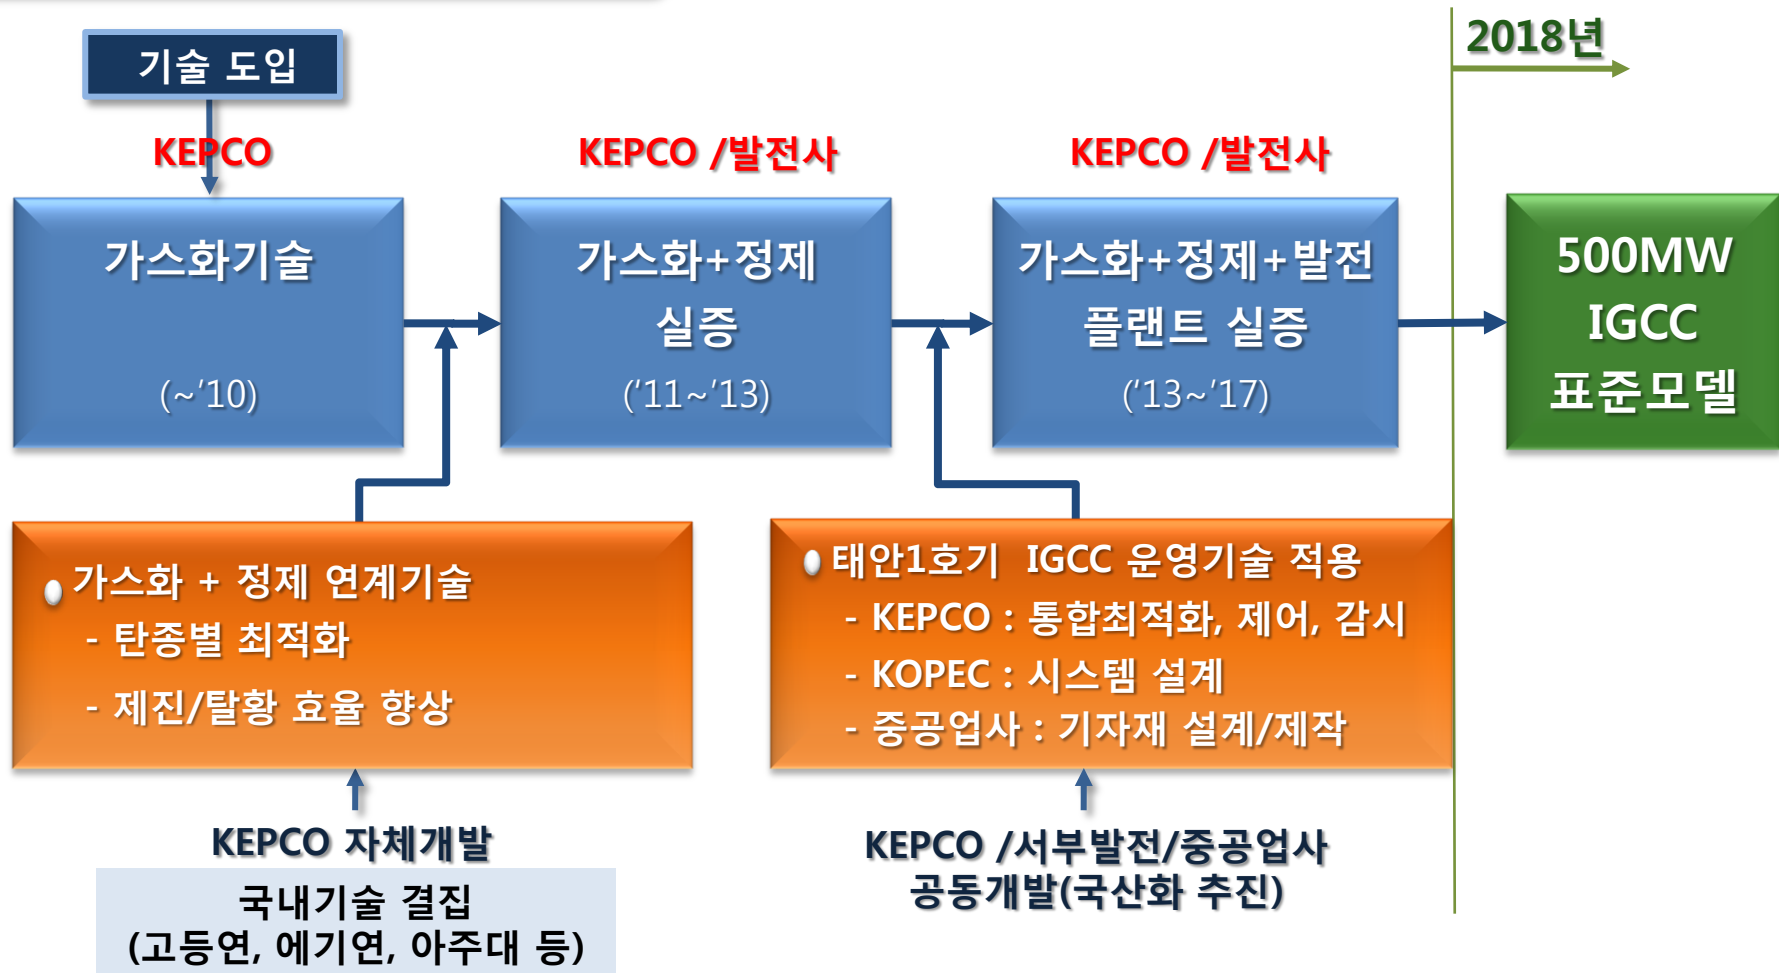 2018년
기술 도입
KEPCO
KEPCO /발전사
KEPCO /발전사
가스화기술
(~'10)
가스화+정제
실증
('11~'13)
가스화+정제+발전
플랜트 실증
('13~'17)
500MW
IGCC
표준모델
가스화 + 정제 연계기술
- 탄종별 최적화
- 제진/탈황 효율 향상
태안1호기 IGCC 운영기술 적용
- KEPCO : 통합최적화, 제어, 감시
- KOPEC : 시스템 설계
- 중공업사 : 기자재 설계/제작
KEPCO 자체개발
국내기술 결집
(고등연, 에기연, 아주대 등)
KEPCO /서부발전/중공업사
공동개발(국산화 추진)